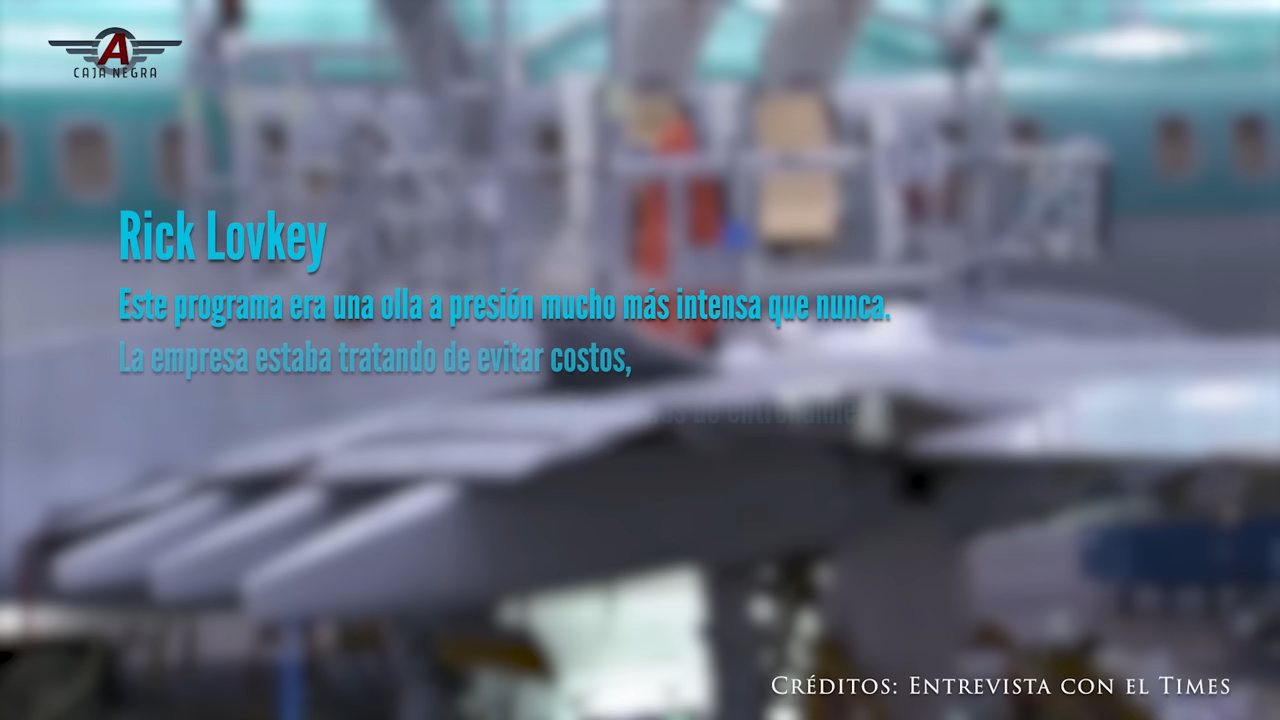 A
CAJA NEGRA
Rick Lovkey
Este programa era una olla a presión mucho más intensa que nunca.
La empresa estaba tratando de evitar costos,
de
CRÉDITOS: ENTREVISTA CON EL TIMES